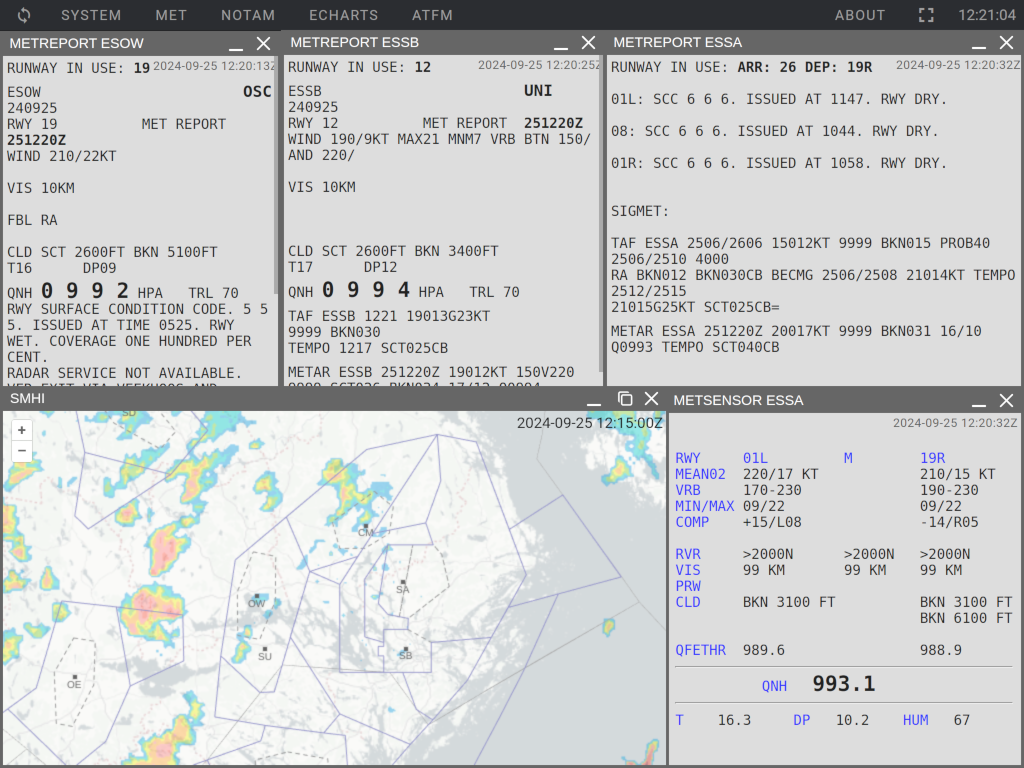 SYSTEM MET NOTAM ECHARTS ATFM ABOUT 12:21:04
METREPORT ESOW
RUNWAY IN USE: 19 2024-09-25 12:20:13Z
ESOW OSC
240925
RWY 19 MET REPORT
251220Z
WIND 210/22KT
VIS 10KM
FBL RA
CLD SCT 2600FT BKN 5100FT
T16 DP09
QNH 0 9 9 2 HPA TRL 70
RWY SURFACE CONDITION CODE. 5 5
5. ISSUED AT TIME 0525. RWY
WET. COVERAGE ONE HUNDRED PER
CENT.
RADAR SERVICE NOT AVAILABLE.
METREPORT ESSB
RUNWAY IN USE: 12 2024-09-25 12:20:25Z
ESSB UNI
240925
RWY 12 MET REPORT 251220Z
WIND 190/9KT MAX21 MNM7 VRB BTN 150/
AND 220/
VIS 10KM
CLD SCT 2600FT BKN 3400FT
T17 DP12
QNH 0 9 9 4 HPA TRL 70
TAF ESSB 1221 19013G23KT
9999 BKN030
TEMPO 1217 SCT025CB
METAR ESSB 251220Z 19012KT 150V220
METREPORT ESSA
RUNWAY IN USE: ARR: 26 DEP: 19R 2024-09-25 12:20:32Z
01L: SCC 6 6 6. ISSUED AT 1147. RWY DRY.
08: SCC 6 6 6. ISSUED AT 1044. RWY DRY.
01R: SCC 6 6 6. ISSUED AT 1058. RWY DRY.
SIGMET:
TAF ESSA 2506/2606 15012KT 9999 BKN015 PROB40
2506/2510 4000
RA BKN012 BKN030CB BECMG 2506/2508 21014KT TEMPO
2512/2515
21015G25KT SCT025CB=
METAR ESSA 251220Z 20017KT 9999 BKN031 16/10
Q0993 TEMPO SCT040CB
SMHI
2024-09-25 12:15:00Z
+
−
SD
CM
SA
OW
SU
SB
OE
METSENSOR ESSA
2024-09-25 12:20:32Z
RWY 01L M 19R
MEAN02 220/17 KT 210/15 KT
VRB 170-230 190-230
MIN/MAX 09/22 09/22
COMP +15/L08 -14/R05
RVR >2000N >2000N >2000N
VIS 99 KM 99 KM 99 KM
PRW
CLD BKN 3100 FT BKN 3100 FT
BKN 6100 FT
QFETHR 989.6 988.9
QNH 993.1
T 16.3 DP 10.2 HUM 67